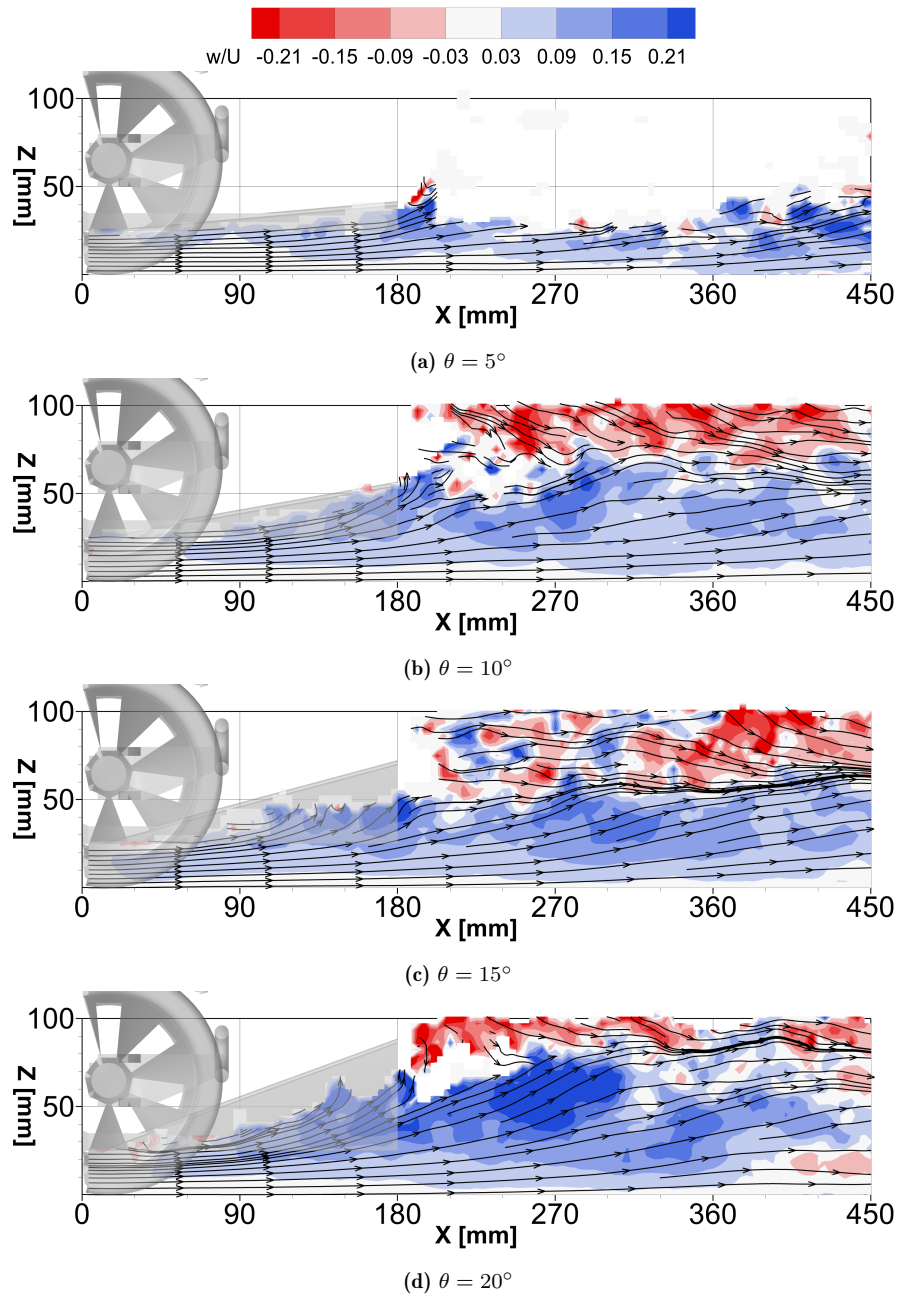 w/U -0.21 -0.15 -0.09 -0.03 0.03 0.09 0.15 0.21
100
50
Z [mm]
0 90 180 270 360 450
X [mm]
(a) θ = 5°
100
50
Z [mm]
0 90 180 270 360 450
X [mm]
(b) θ = 10°
100
50
Z [mm]
0 90 180 270 360 450
X [mm]
(c) θ = 15°
100
50
Z [mm]
0 90 180 270 360 450
X [mm]
(d) θ = 20°